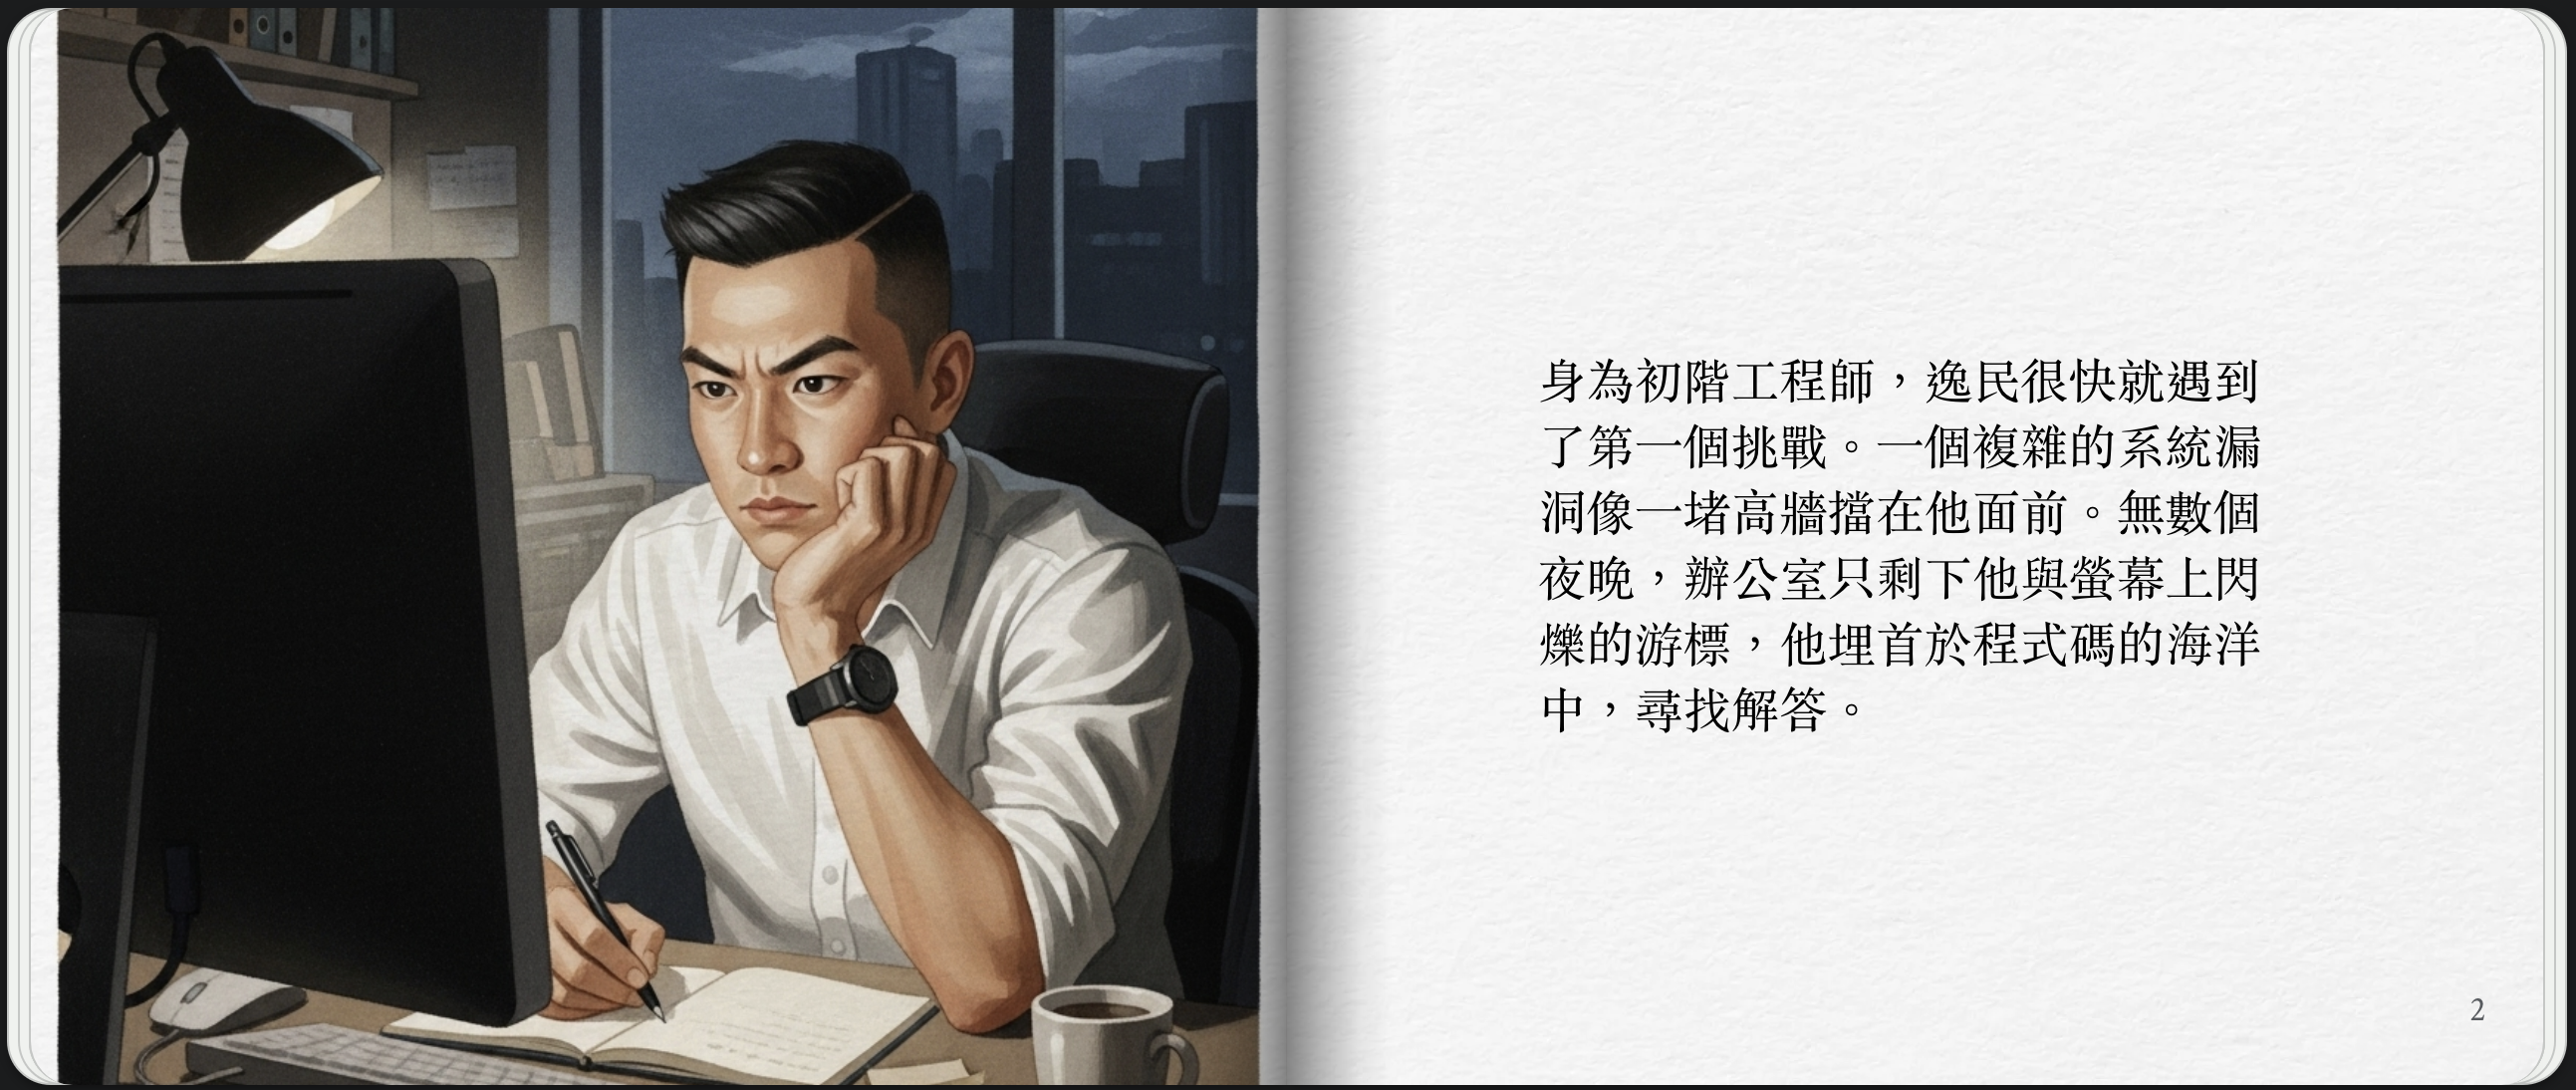 身為初階工程師，逸民很快就遇到
了第一個挑戰。一個複雜的系統漏
洞像一堵高牆擋在他面前。無數個
夜晚，辦公室只剩下他與螢幕上閃
爍的游標，他埋首於程式碼的海洋
中，尋找解答。
2